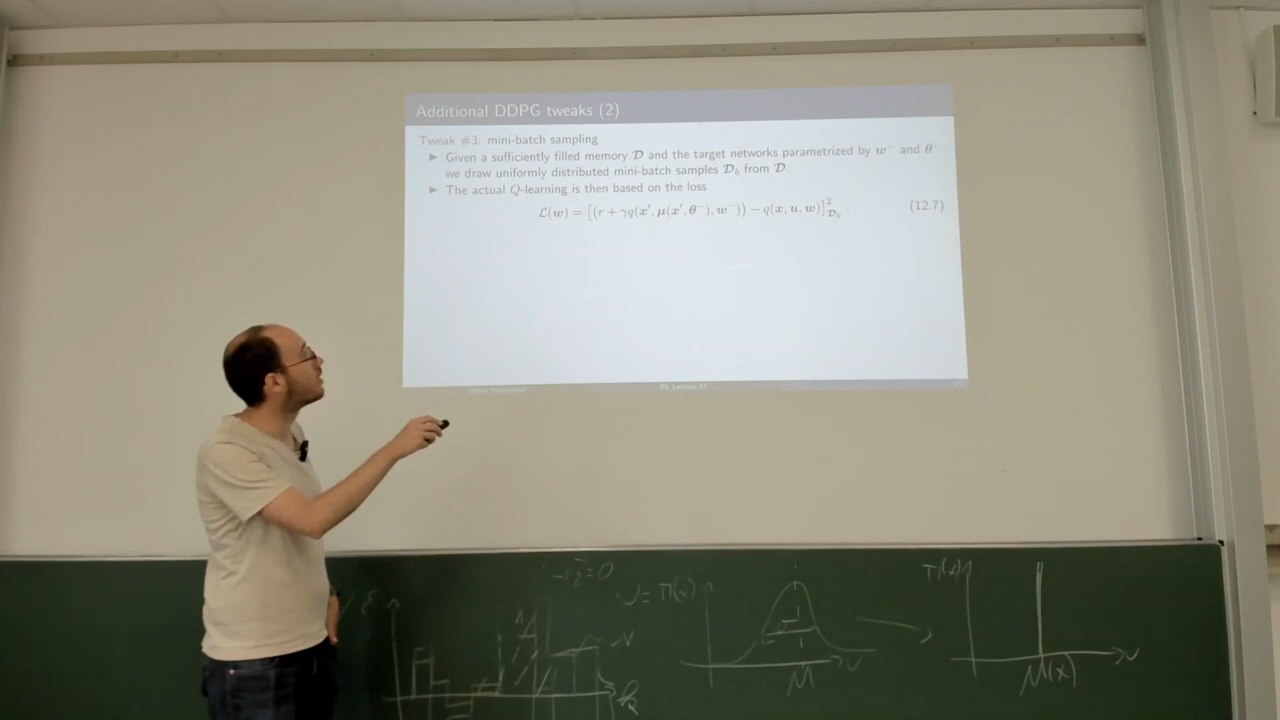 Additional DDPG tweaks (2)
Tweak #3: mini-batch sampling
► Given a sufficiently filled memory 𝒟 and the target networks parametrized by w⁻ and θ⁻
we draw uniformly distributed mini-batch samples 𝒟_b from 𝒟.
► The actual Q-learning is then based on the loss
ℒ(w) = [(r + γq(x′, μ(x′, θ⁻), w⁻)) − q(x, u, w)]²_𝒟_b . (12.7)
RL Lecture 12
U = Π(x)
Π(x)
μ
U
μ(x)
U